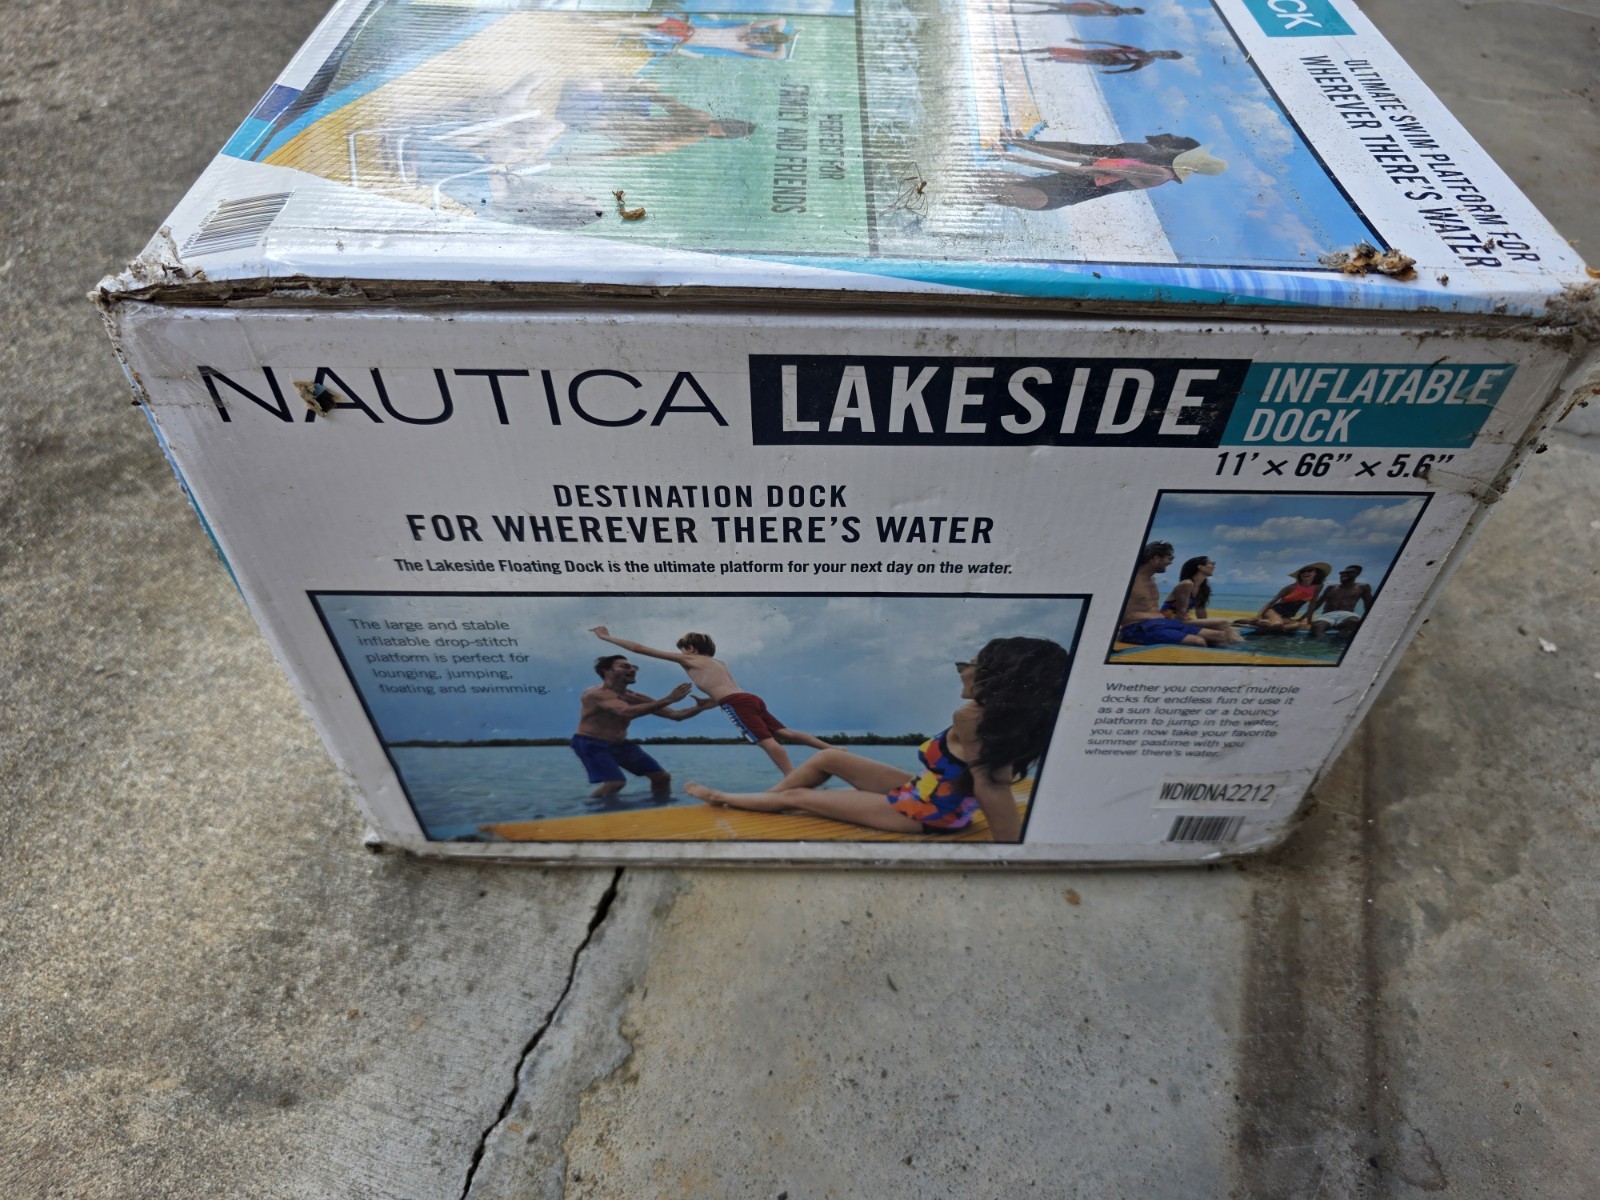 CK
ULTIMATE SWIM PLATFORM FOR
WHEREVER THERE'S WATER
PERFECT FOR
FAMILY AND FRIENDS
NAUTICA LAKESIDE INFLATABLE
DOCK
11' × 66" × 5.6"
DESTINATION DOCK
FOR WHEREVER THERE'S WATER
The Lakeside Floating Dock is the ultimate platform for your next day on the water.
The large and stable
inflatable drop-stitch
platform is perfect for
lounging, jumping,
floating and swimming.
Whether you connect multiple
docks for endless fun or use it
as a sun lounger or a bouncy
platform to jump in the water,
you can now take your favorite
summer pastime with you
wherever there's water.
WDWDNA2212